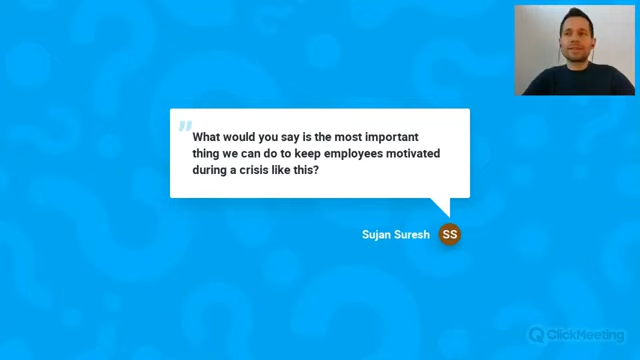 What would you say is the most important
thing we can do to keep employees motivated
during a crisis like this?
Sujan Suresh SS
ClickMeeting